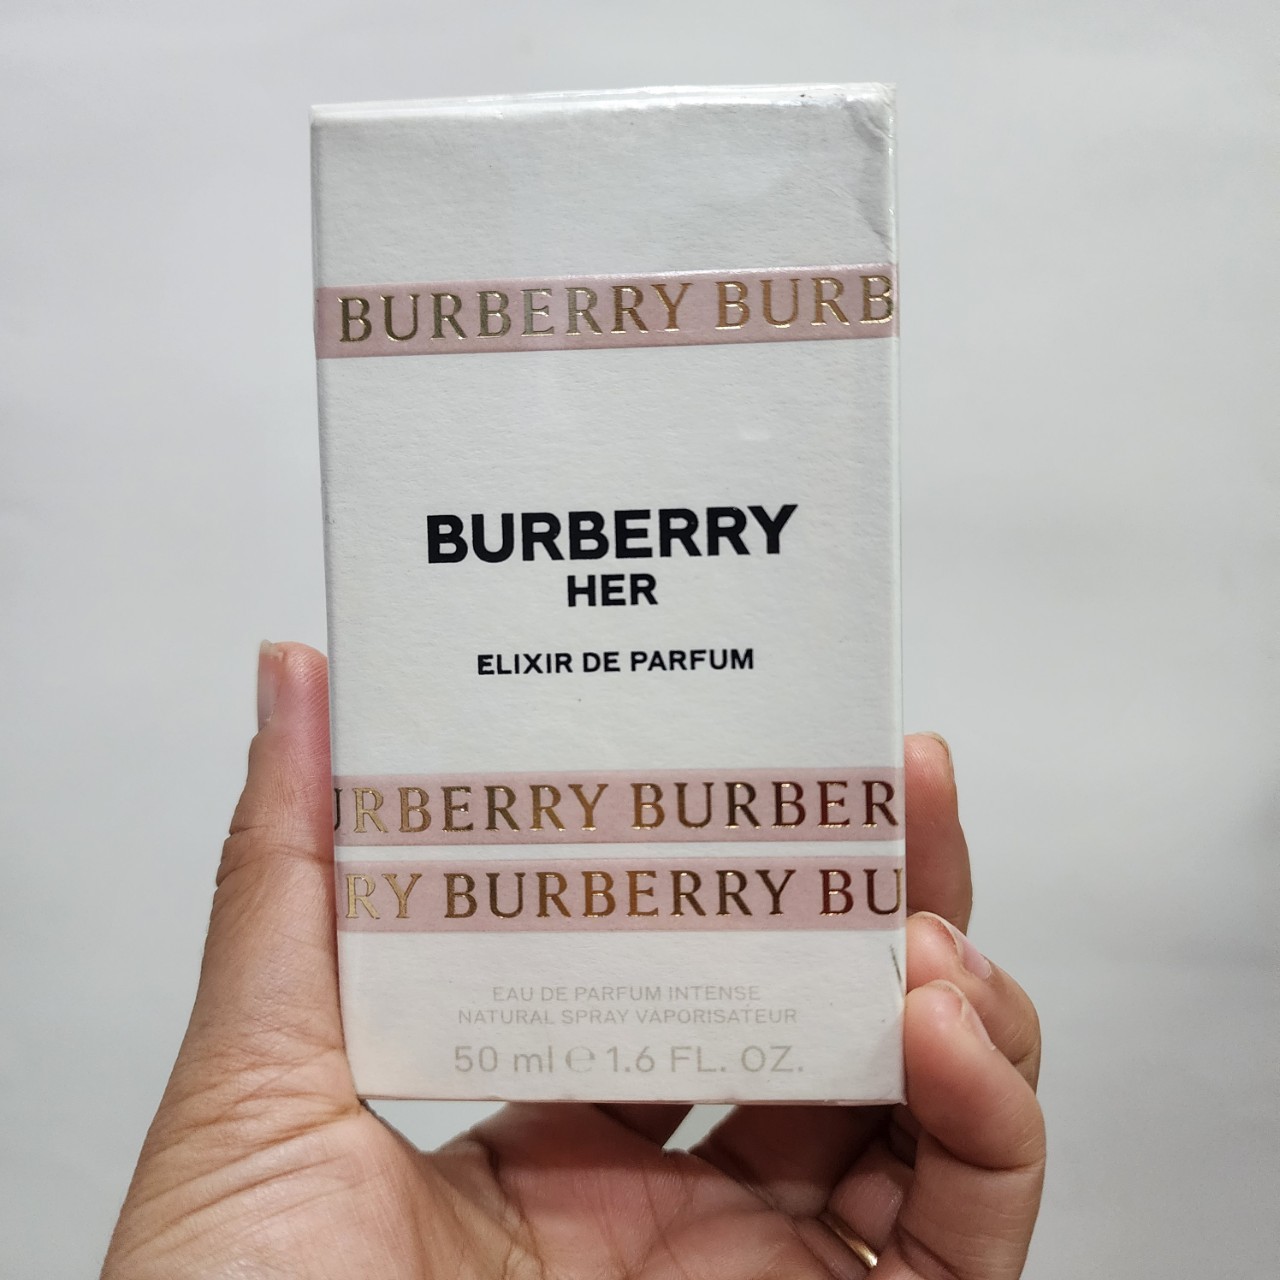 BURBERRY BURB
BURBERRY
HER
ELIXIR DE PARFUM
URBERRY BURBER
RY BURBERRY BU
EAU DE PARFUM INTENSE
NATURAL SPRAY VAPORISATEUR
50 ml ℮ 1.6 FL. OZ.